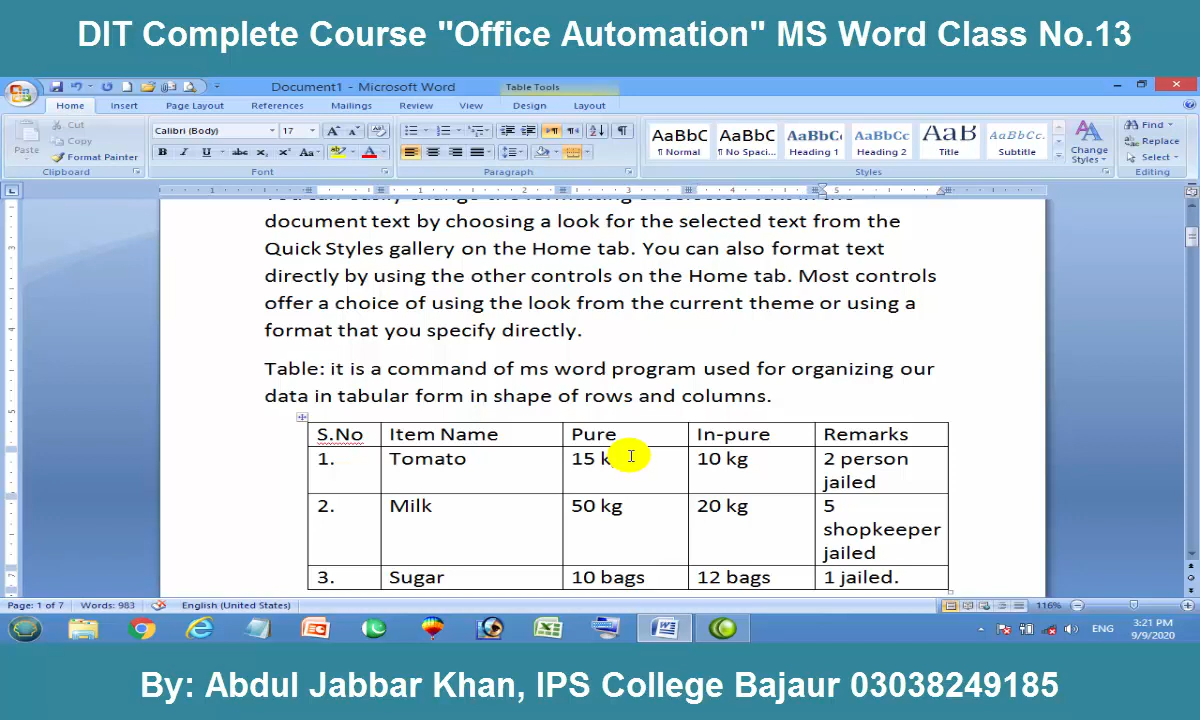 DIT Complete Course "Office Automation" MS Word Class No.13
Document1 - Microsoft Word
Table Tools
Home Insert Page Layout References Mailings Review View Design Layout
Paste
Cut
Copy
Format Painter
Clipboard
Calibri (Body) 17
Font
Paragraph
AaBbC AaBbC AaBbC AaBbCc AaB AaBbCc.
¶ Normal ¶ No Spaci... Heading 1 Heading 2 Title Subtitle
Change Styles
Styles
Find
Replace
Select
Editing
document text by choosing a look for the selected text from the
Quick Styles gallery on the Home tab. You can also format text
directly by using the other controls on the Home tab. Most controls
offer a choice of using the look from the current theme or using a
format that you specify directly.
Table: it is a command of ms word program used for organizing our
data in tabular form in shape of rows and columns.
S.No Item Name Pure In-pure Remarks
1. Tomato 15 k 10 kg 2 person
jailed
2. Milk 50 kg 20 kg 5
shopkeeper
jailed
3. Sugar 10 bags 12 bags 1 jailed.
Page: 1 of 7 Words: 983 English (United States) 116%
ENG 3:21 PM
9/9/2020
By: Abdul Jabbar Khan, IPS College Bajaur 03038249185